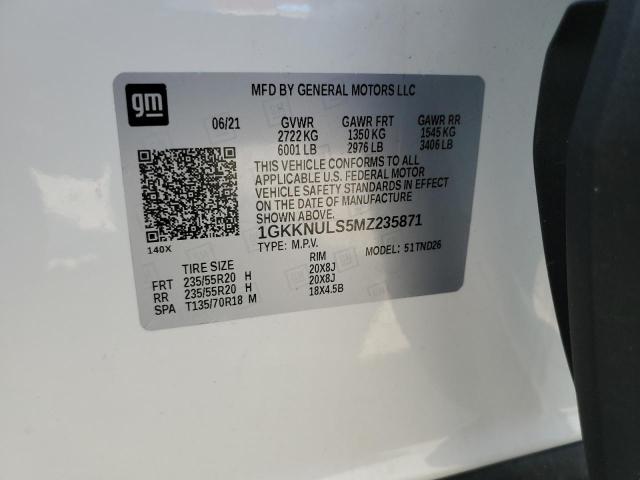 gm
MFD BY GENERAL MOTORS LLC
06/21 GVWR GAWR FRT GAWR RR
2722 KG 1350 KG 1545 KG
6001 LB 2976 LB 3406 LB
THIS VEHICLE CONFORMS TO ALL
APPLICABLE U.S. FEDERAL MOTOR
VEHICLE SAFETY STANDARDS IN EFFECT
ON THE DATE OF MANUFACTURE
SHOWN ABOVE.
1GKKNULS5MZ235871
140X
TYPE: M.P.V. MODEL: 51TND26
TIRE SIZE RIM
FRT 235/55R20 H 20X8J
RR 235/55R20 H 20X8J
SPA T135/70R18 M 18X4.5B